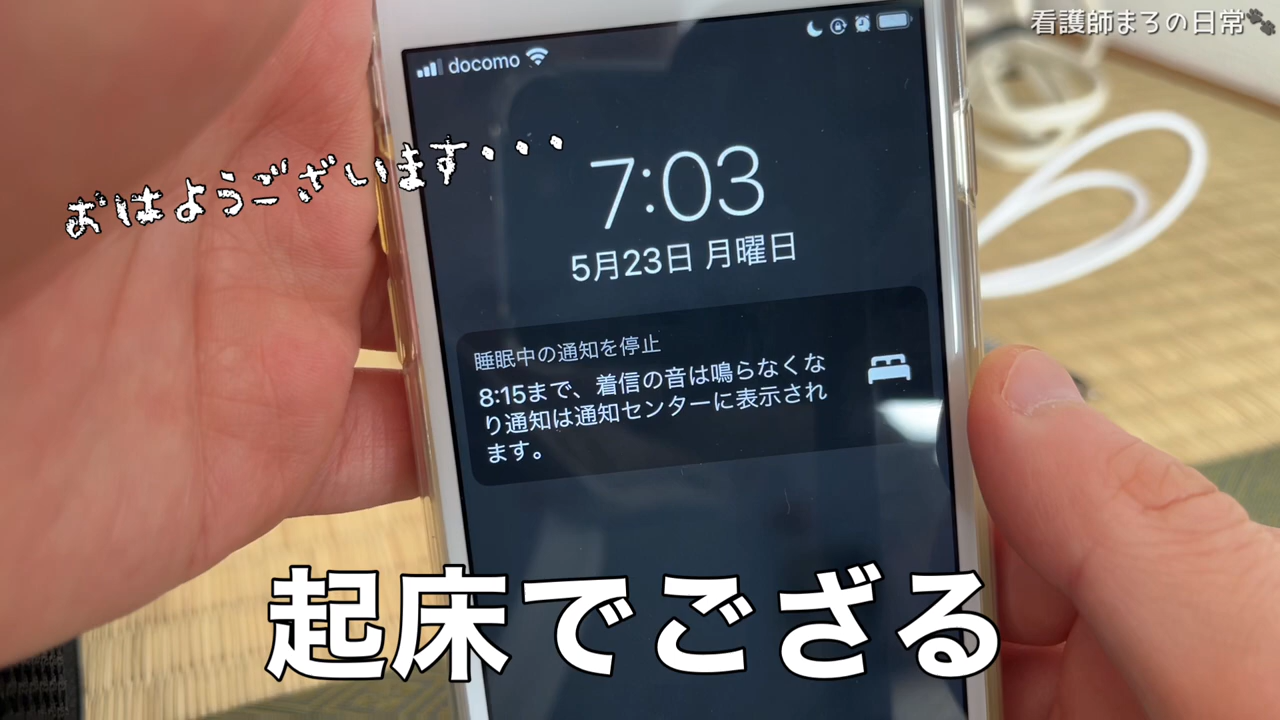 看護師まろの日常
docomo
おはようございます・・・
7:03
5月23日 月曜日
睡眠中の通知を停止
8:15まで、着信の音は鳴らなくな
り通知は通知センターに表示され
ます。
起床でござる